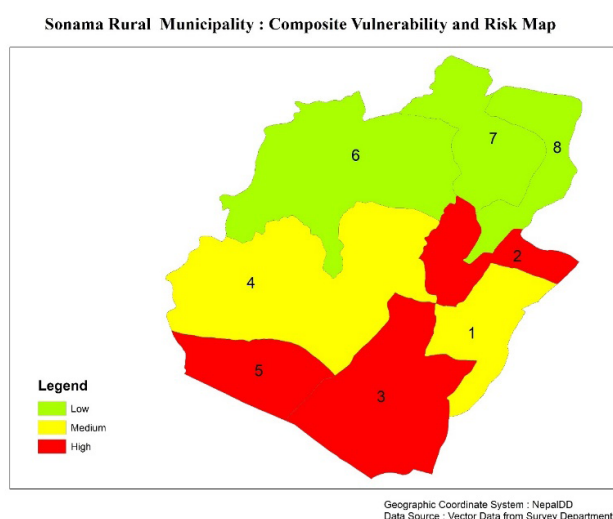 Sonama Rural Municipality : Composite Vulnerability and Risk Map
7
8
6
2
4
1
5
3
Legend
Low
Medium
High
Geographic Coordinate System : NepalDD
Data Source : Vector Data from Survey Department